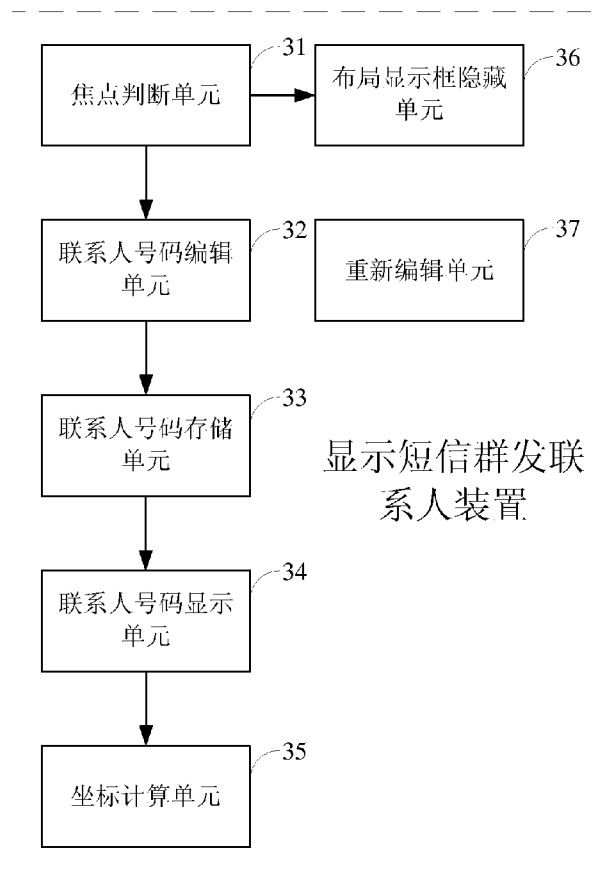 31
焦点判断单元
36
布局显示框隐藏
单元
32
联系人号码编辑
单元
37
重新编辑单元
33
联系人号码存储
单元
显示短信群发联
系人装置
34
联系人号码显示
单元
35
坐标计算单元